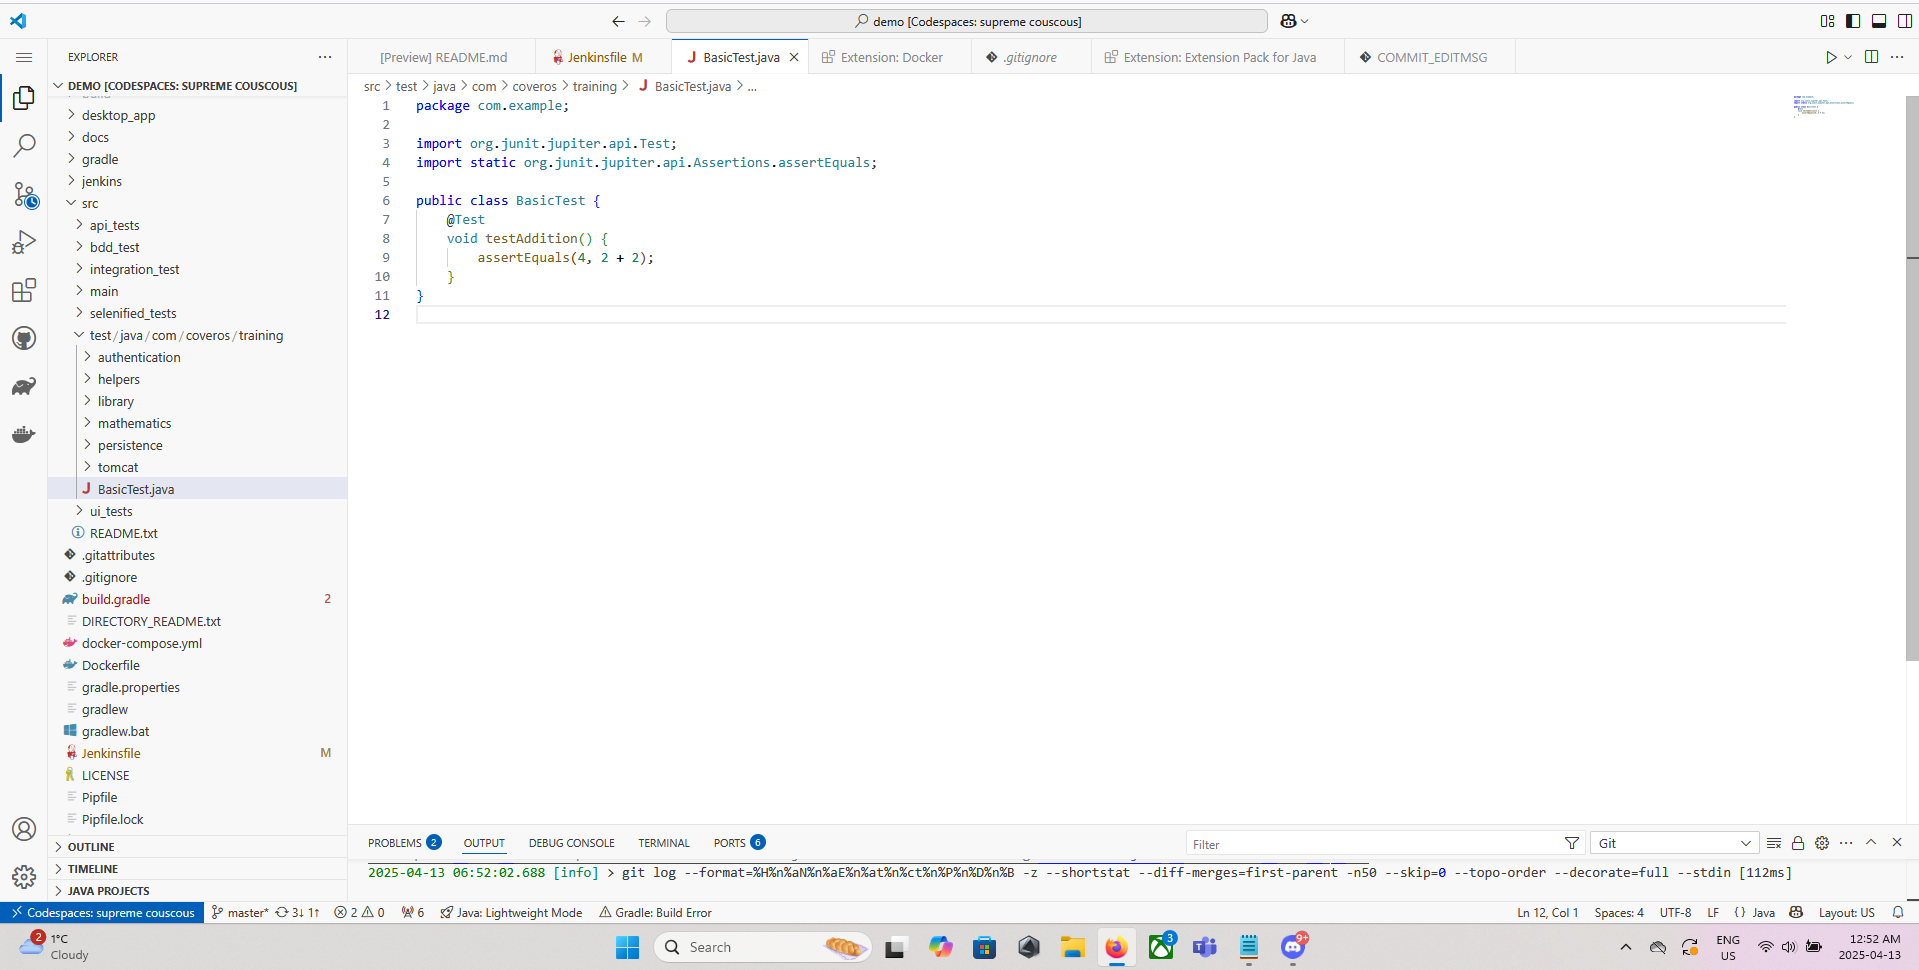 demo [Codespaces: supreme couscous]
EXPLORER
[Preview] README.md
Jenkinsfile M
BasicTest.java
Extension: Docker
.gitignore
Extension: Extension Pack for Java
COMMIT_EDITMSG
DEMO [CODESPACES: SUPREME COUSCOUS]
desktop_app
docs
gradle
jenkins
src
api_tests
bdd_test
integration_test
main
selenified_tests
test/java/com/coveros/training
authentication
helpers
library
mathematics
persistence
tomcat
BasicTest.java
ui_tests
README.txt
.gitattributes
.gitignore
build.gradle 2
DIRECTORY_README.txt
docker-compose.yml
Dockerfile
gradle.properties
gradlew
gradlew.bat
Jenkinsfile M
LICENSE
Pipfile
Pipfile.lock
OUTLINE
TIMELINE
JAVA PROJECTS
src > test > java > com > coveros > training > BasicTest.java > ...
1 package com.example;
2
3 import org.junit.jupiter.api.Test;
4 import static org.junit.jupiter.api.Assertions.assertEquals;
5
6 public class BasicTest {
7 @Test
8 void testAddition() {
9 assertEquals(4, 2 + 2);
10 }
11 }
12
PROBLEMS 2 OUTPUT DEBUG CONSOLE TERMINAL PORTS 6
Filter
Git
2025-04-13 06:52:02.688 [info] > git log --format=%H%n%aN%n%aE%n%at%n%ct%n%P%n%D%n%B -z --shortstat --diff-merges=first-parent -n50 --skip=0 --topo-order --decorate=full --stdin [112ms]
Codespaces: supreme couscous master* 3↓ 1↑ 2 0 6 Java: Lightweight Mode Gradle: Build Error
Ln 12, Col 1 Spaces: 4 UTF-8 LF {} Java Layout: US
2
1°C
Cloudy
Search
3
9+
ENG
US
12:52 AM
2025-04-13